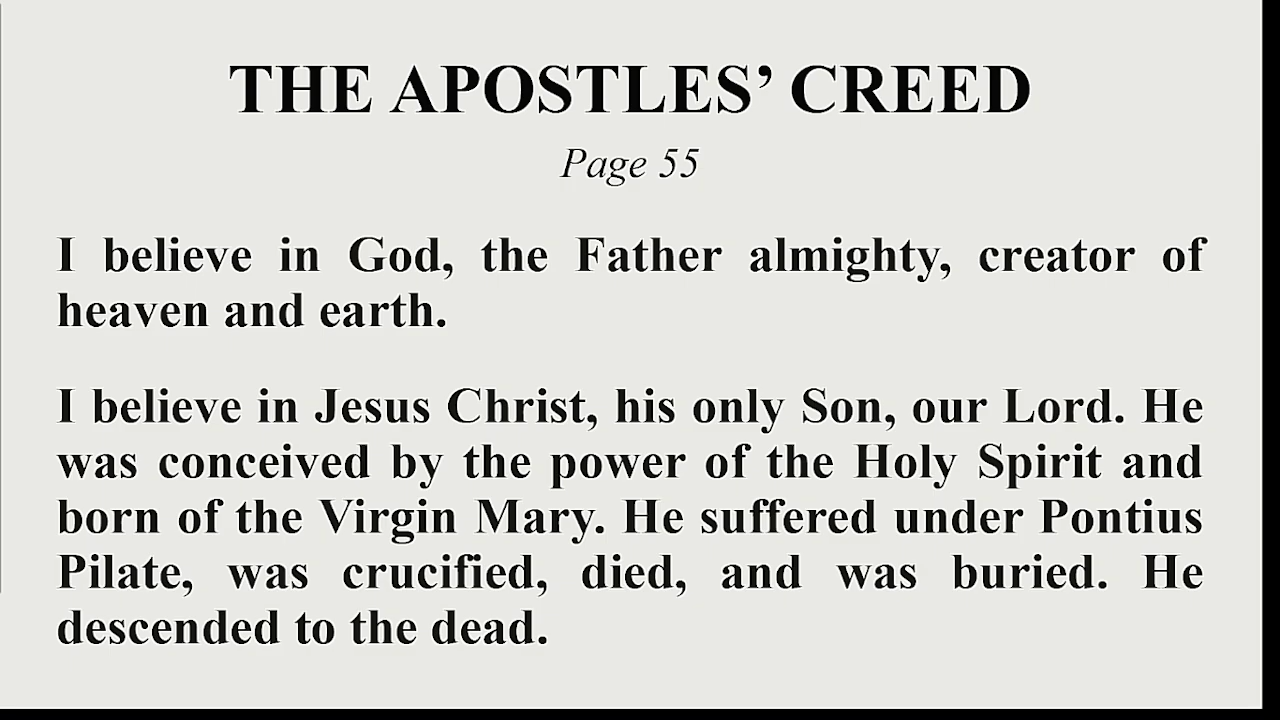 THE APOSTLES’ CREED
Page 55
I believe in God, the Father almighty, creator of
heaven and earth.
I believe in Jesus Christ, his only Son, our Lord. He
was conceived by the power of the Holy Spirit and
born of the Virgin Mary. He suffered under Pontius
Pilate, was crucified, died, and was buried. He
descended to the dead.